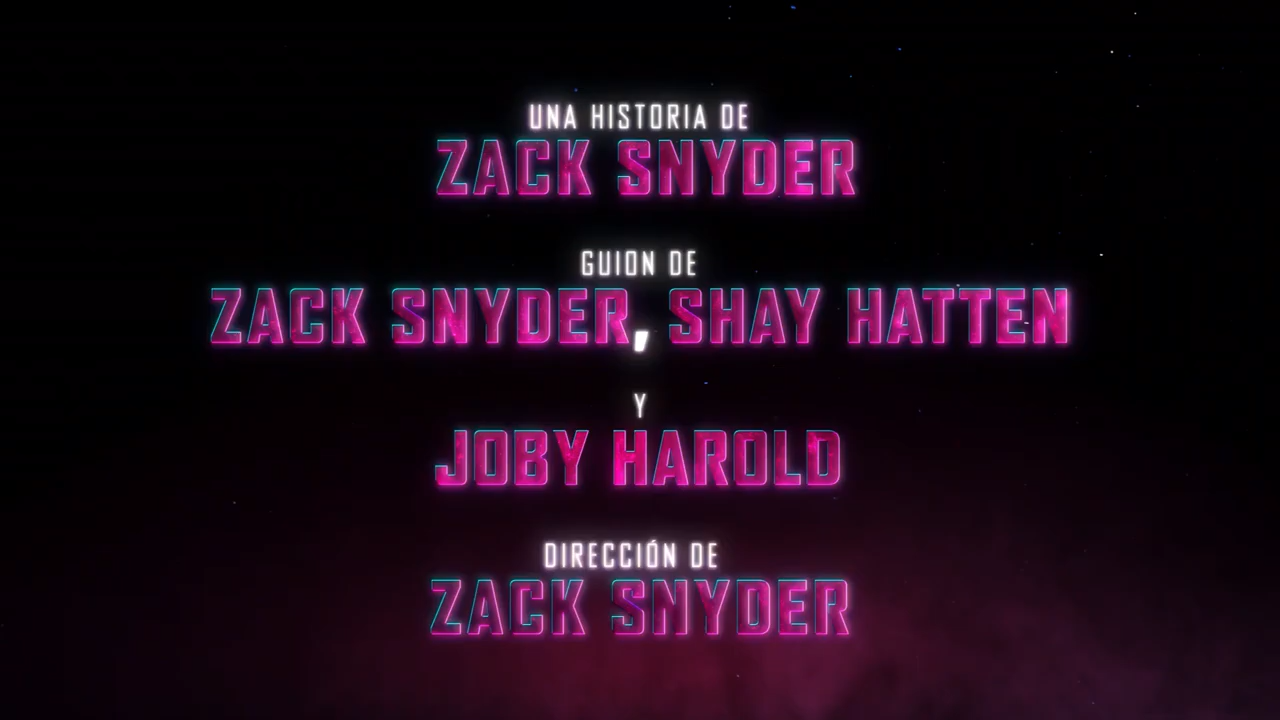 UNA HISTORIA DE
ZACK SNYDER
GUION DE
ZACK SNYDER, SHAY HATTEN
Y
JOBY HAROLD
DIRECCIÓN DE
ZACK SNYDER